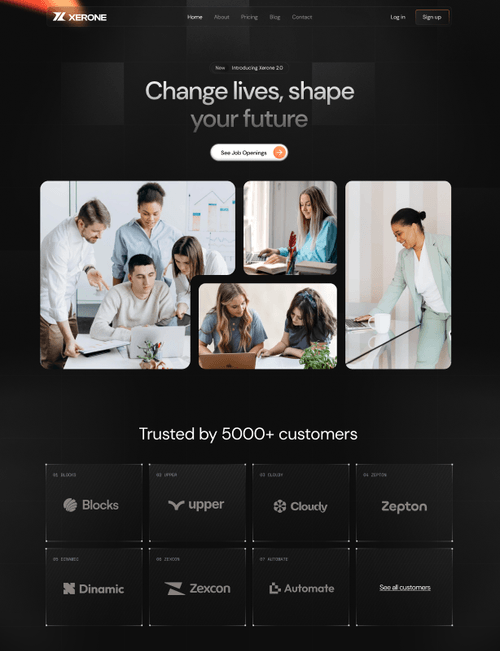 XERONE
Home About Pricing Blog Contact
Log in Sign up
New Introducing Xerone 2.0
Change lives, shape
your future
See Job Openings
Trusted by 5000+ customers
01 BLOCKS 02 UPPER 03 CLOUDY 04 ZEPTON
Blocks upper Cloudy Zepton
05 DINAMIC 06 ZEXCON 07 AUTOMATE
Dinamic Zexcon Automate See all customers